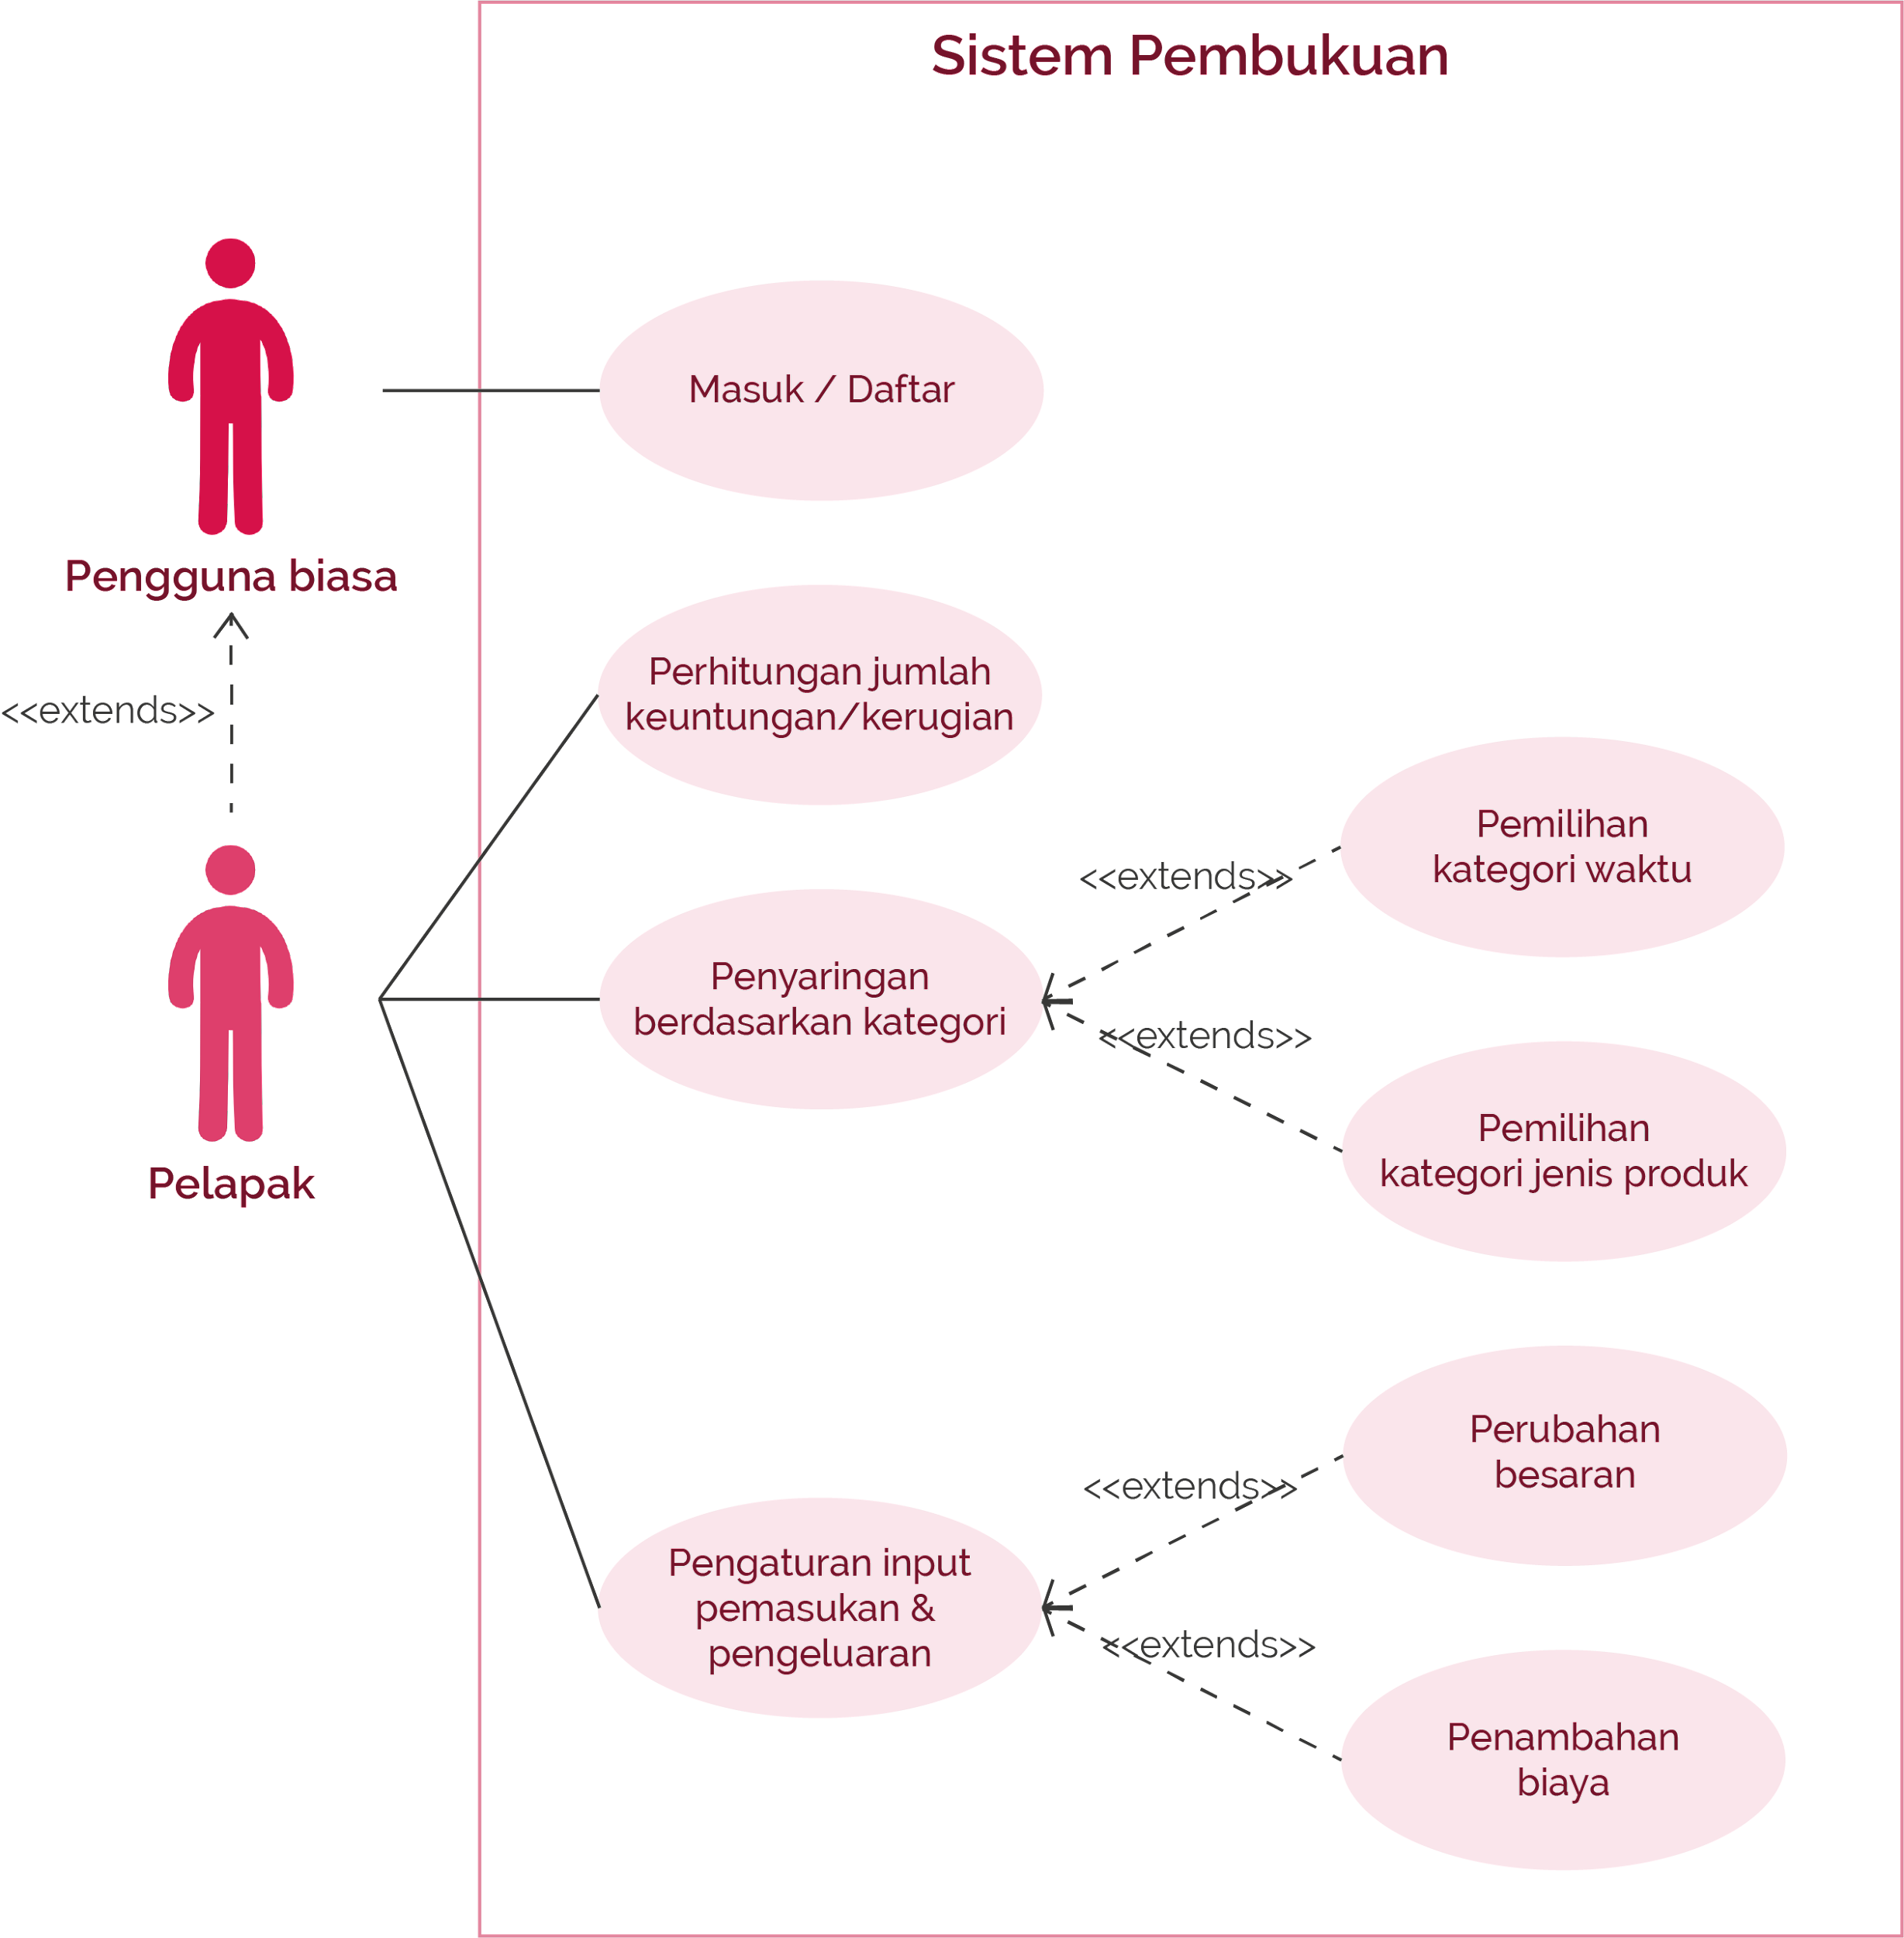 Sistem Pembukuan
Masuk / Daftar
Pengguna biasa
Perhitungan jumlah
keuntungan/kerugian
<<extends>>
Pemilihan
kategori waktu
<<extends>>
Penyaringan
berdasarkan kategori
<<extends>>
Pemilihan
kategori jenis produk
Pelapak
Perubahan
besaran
<<extends>>
Pengaturan input
pemasukan &
pengeluaran
<<extends>>
Penambahan
biaya